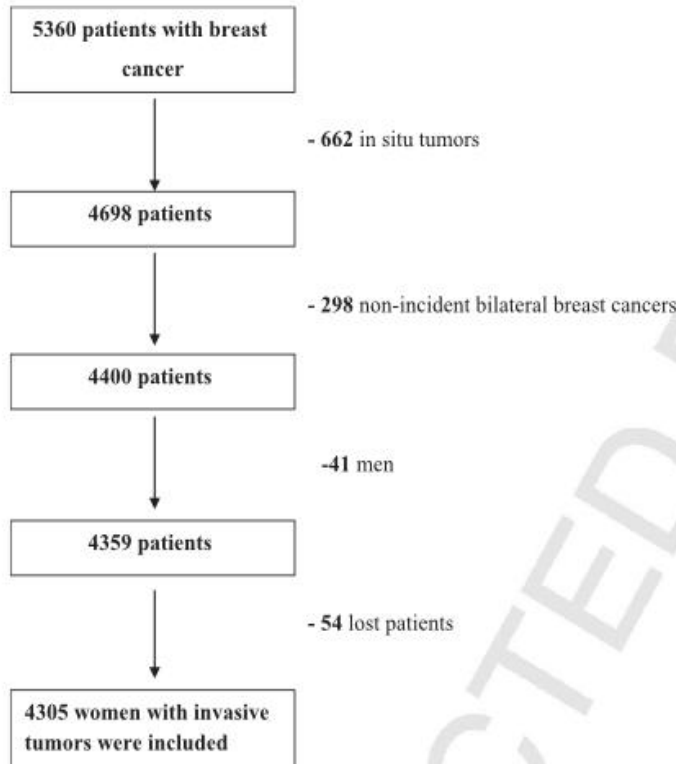 5360 patients with breast
cancer
- 662 in situ tumors
4698 patients
- 298 non-incident bilateral breast cancers
4400 patients
-41 men
4359 patients
- 54 lost patients
4305 women with invasive
tumors were included
CTED